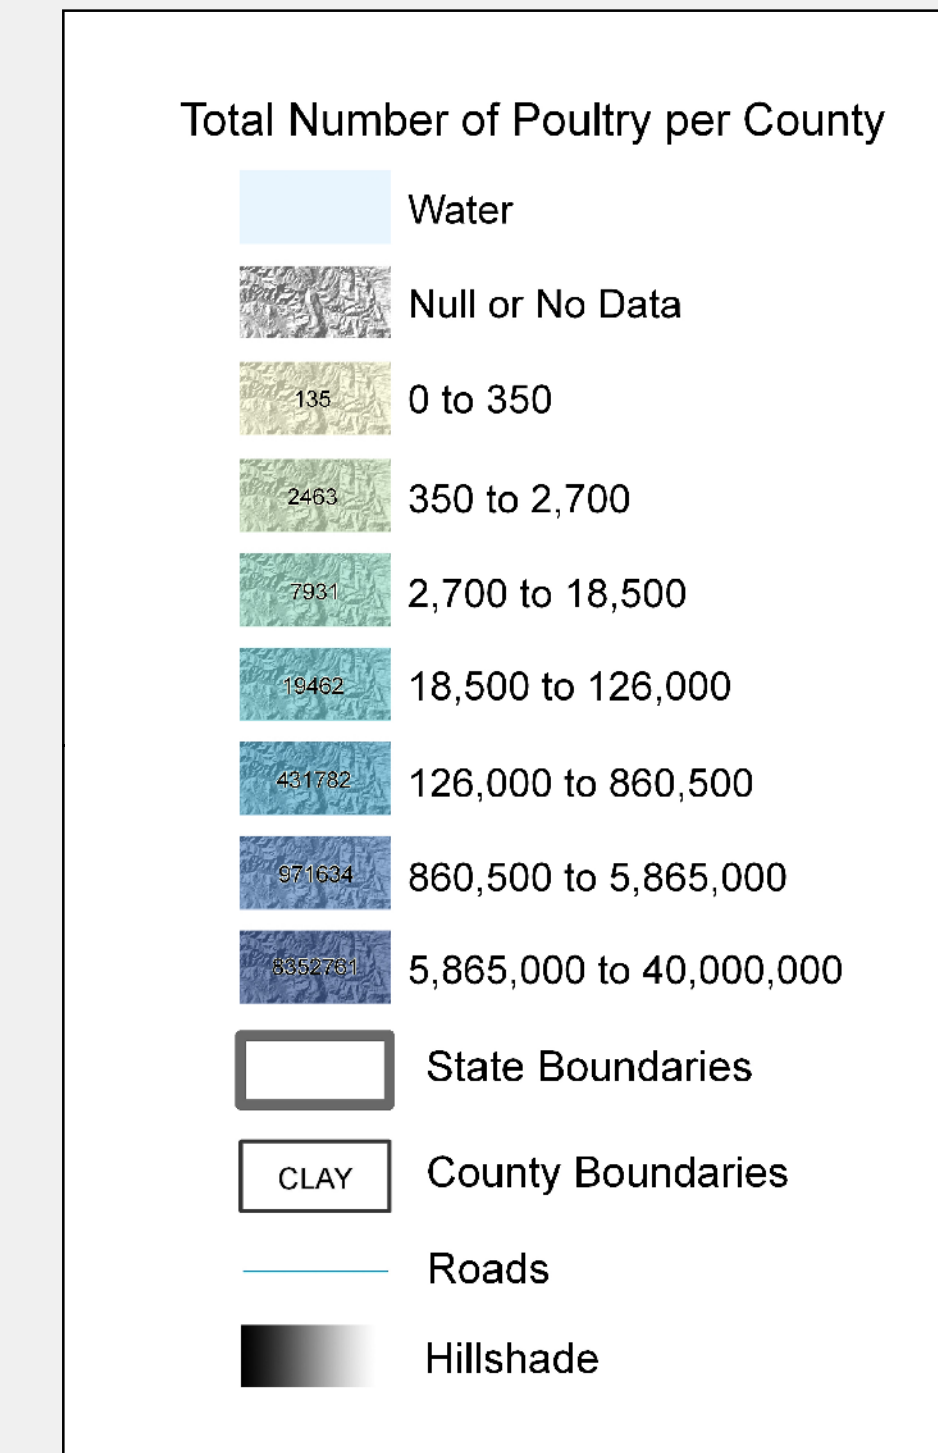 Total Number of Poultry per County
Water
Null or No Data
135 0 to 350
2463 350 to 2,700
7931 2,700 to 18,500
19462 18,500 to 126,000
431782 126,000 to 860,500
971634 860,500 to 5,865,000
8352761 5,865,000 to 40,000,000
State Boundaries
CLAY County Boundaries
Roads
Hillshade